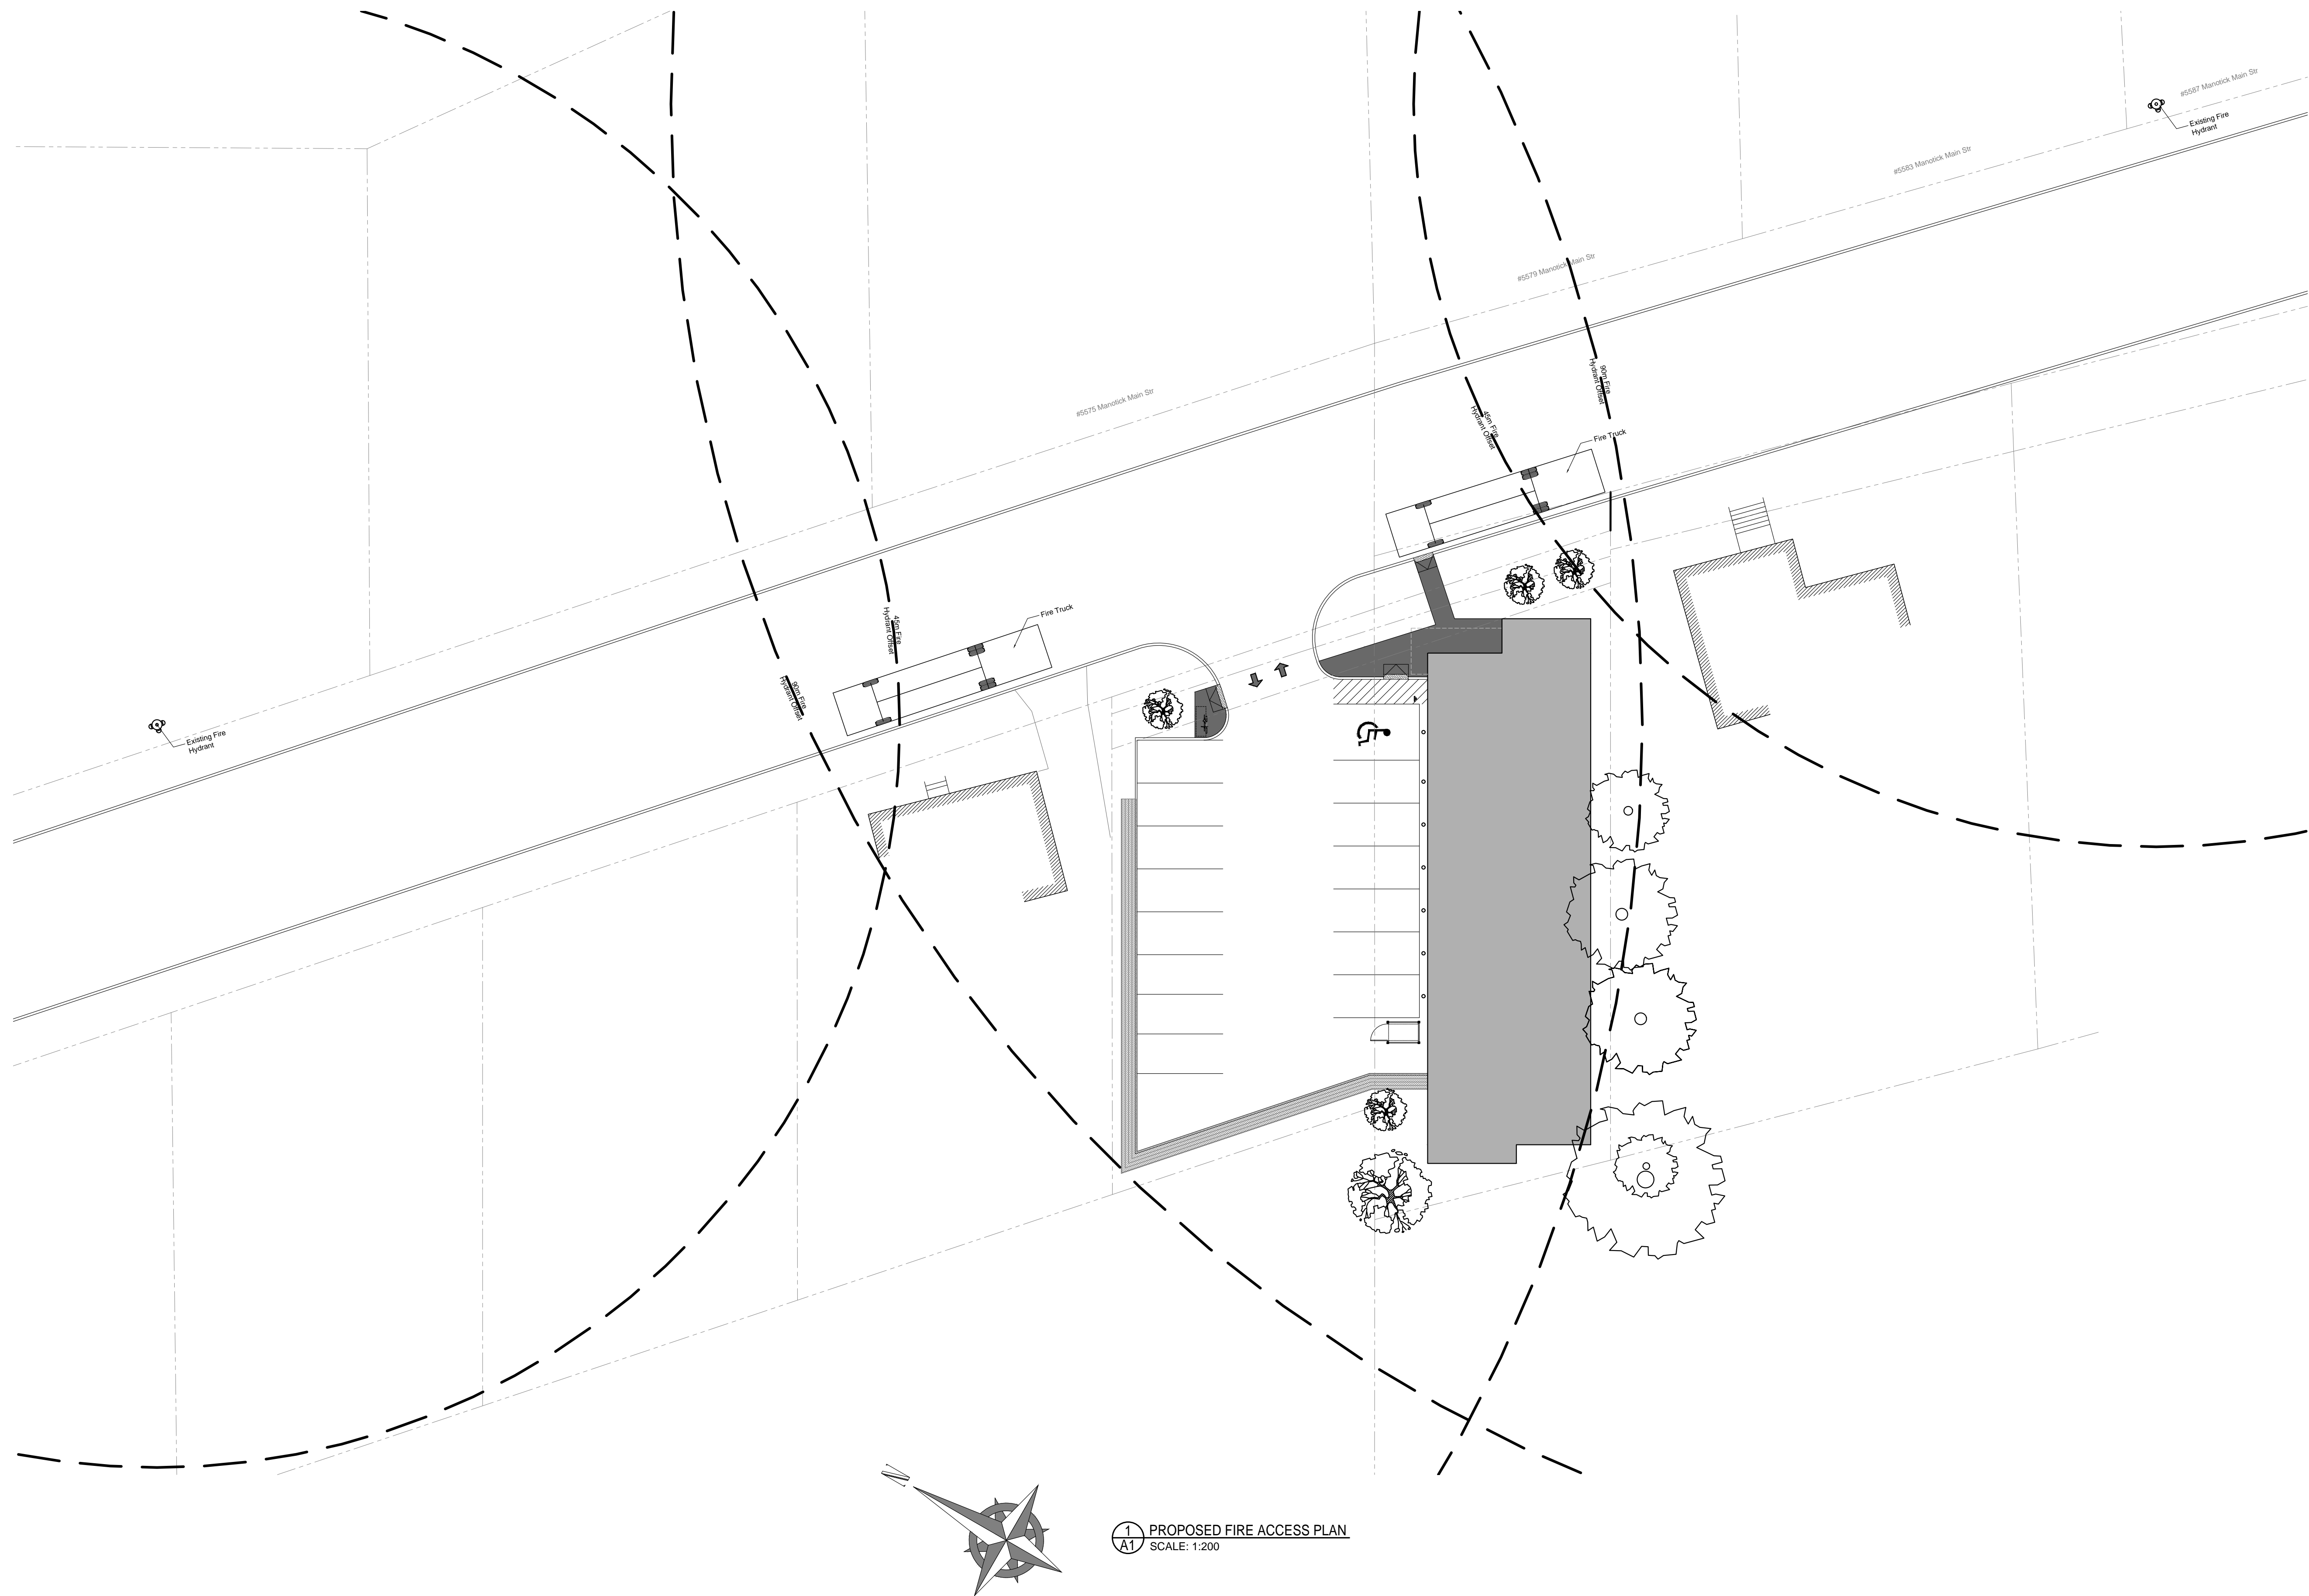 #5587 Manotick Main Str
Existing Fire
Hydrant
#5583 Manotick Main Str
#5579 Manotick Main Str
90m Fire
Hydrant Offset
#5575 Manotick Main Str
45m Fire
Hydrant Offset
Fire Truck
Fire Truck
45m Fire
Hydrant Offset
90m Fire
Hydrant Offset
Existing Fire
Hydrant
N
1
A1
PROPOSED FIRE ACCESS PLAN
SCALE: 1:200